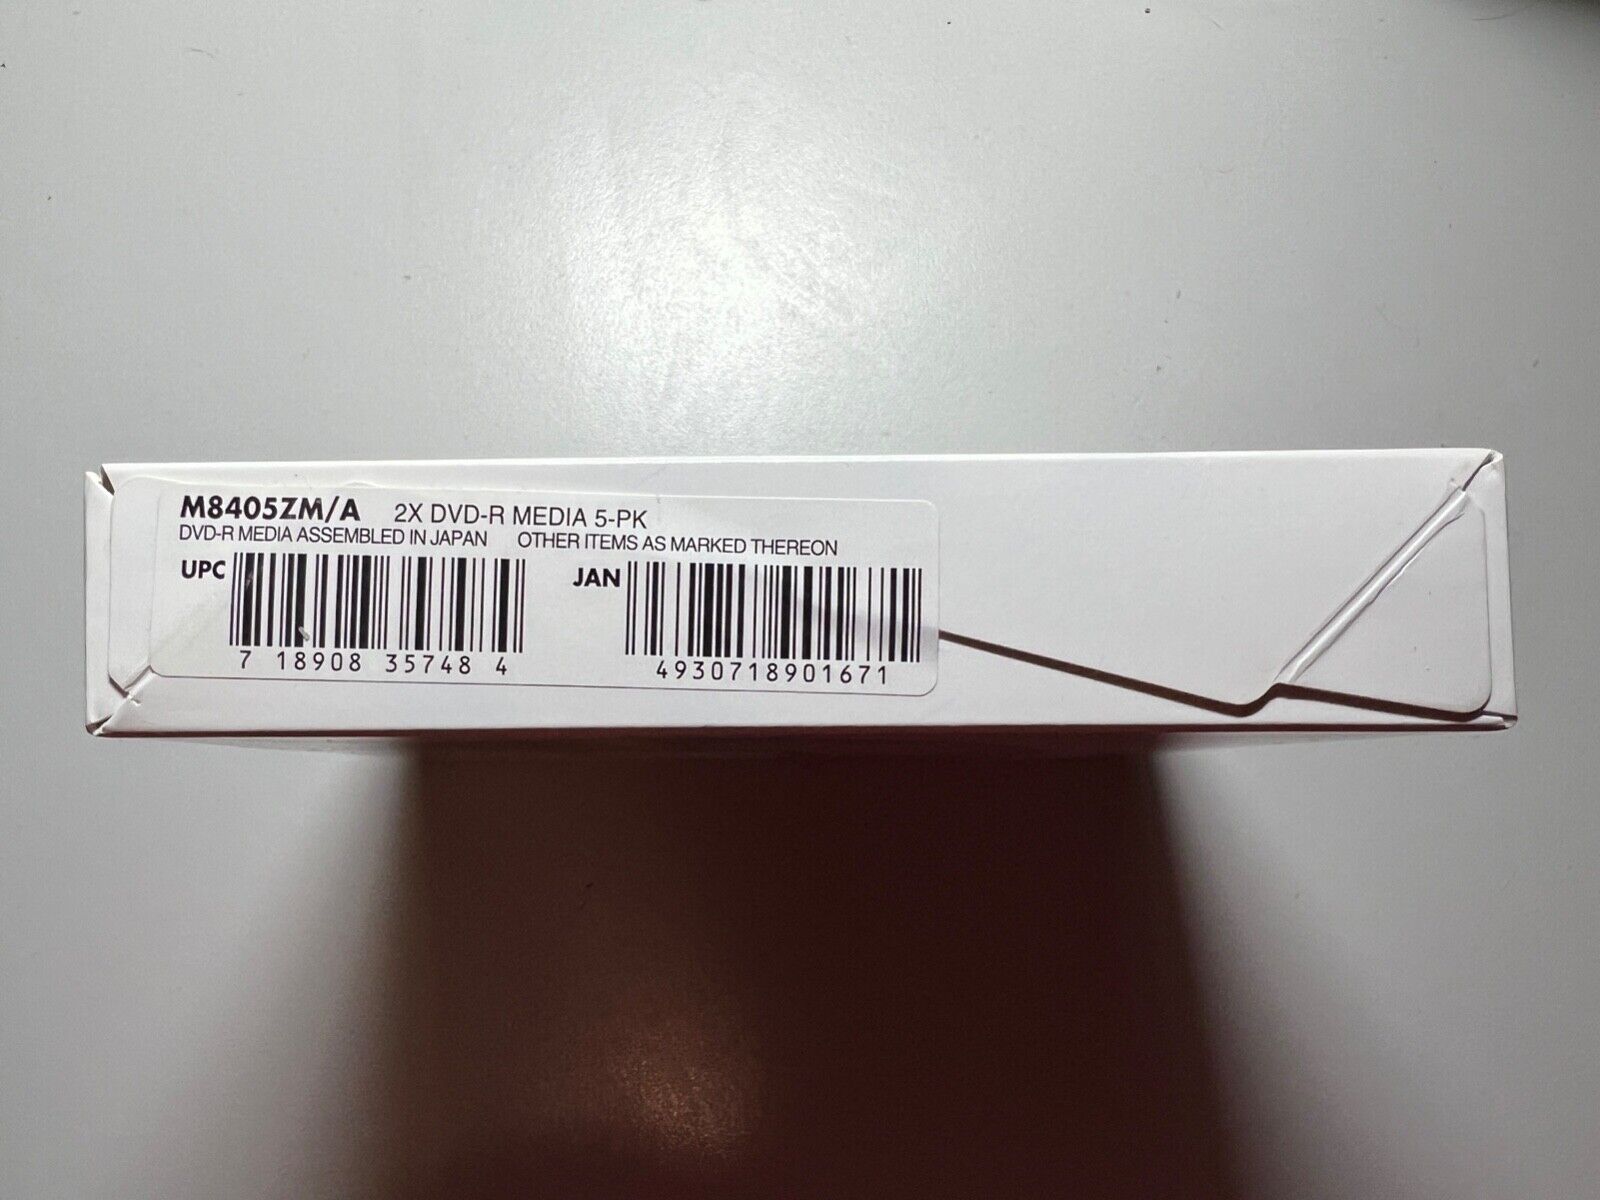 M8405ZM/A 2X DVD-R MEDIA 5-PK
DVD-R MEDIA ASSEMBLED IN JAPAN OTHER ITEMS AS MARKED THEREON
UPC JAN
7 18908 35748 4 4930718901671